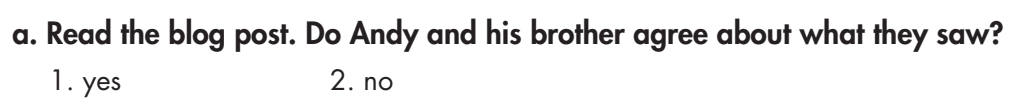 a. Read the blog post. Do Andy and his brother agree about what they saw?
1. yes 2. no